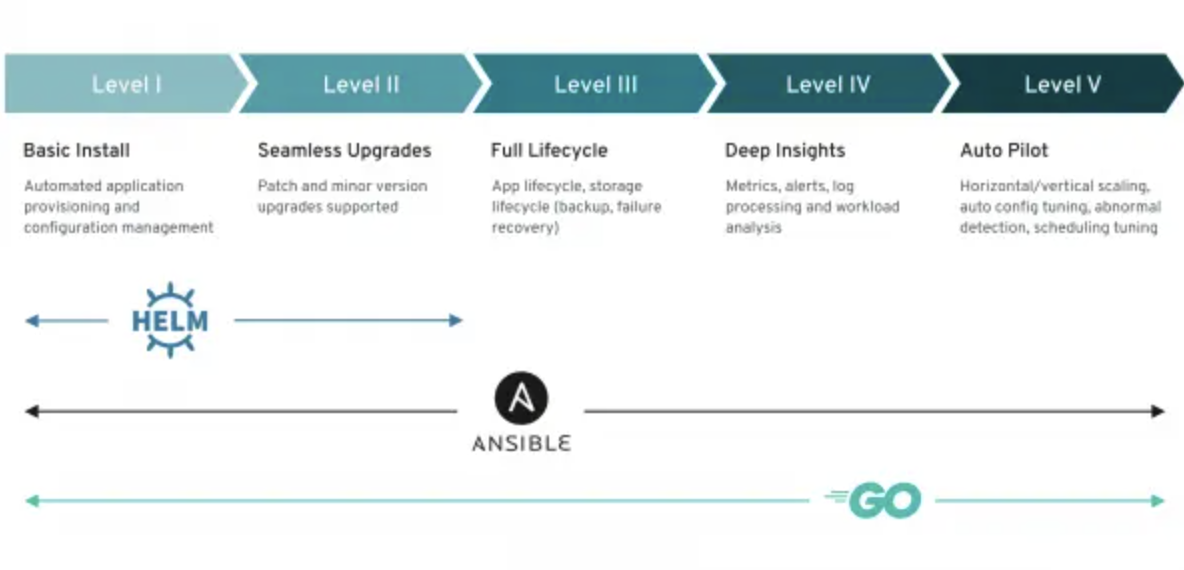 Level I
Level II
Level III
Level IV
Level V
Basic Install
Automated application
provisioning and
configuration management
Seamless Upgrades
Patch and minor version
upgrades supported
Full Lifecycle
App lifecycle, storage
lifecycle (backup, failure
recovery)
Deep Insights
Metrics, alerts, log
processing and workload
analysis
Auto Pilot
Horizontal/vertical scaling,
auto config tuning, abnormal
detection, scheduling tuning
HELM
ANSIBLE
GO